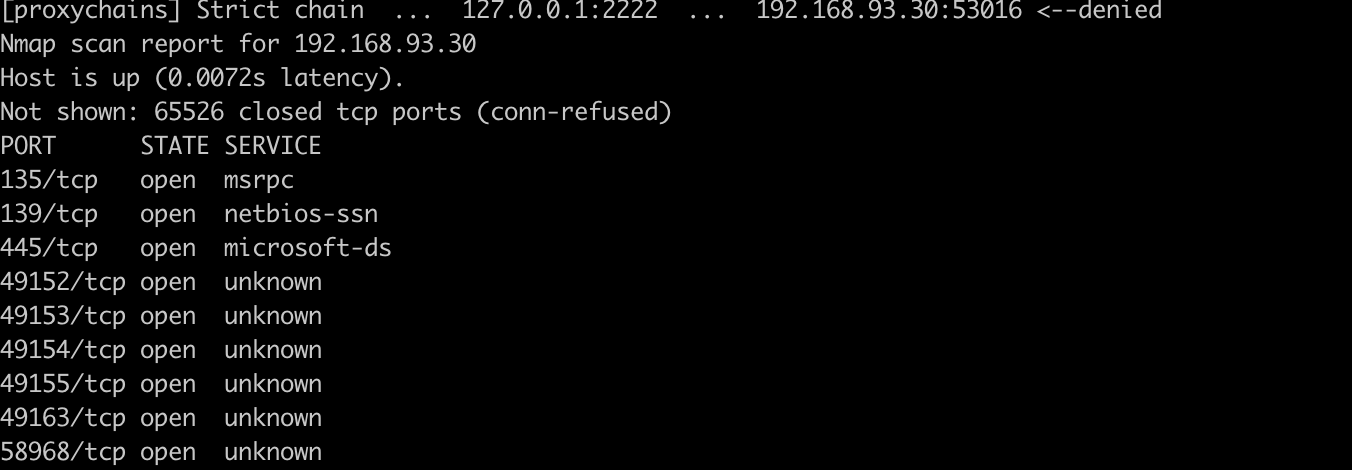 [proxychains] Strict chain  ...  127.0.0.1:2222  ...  192.168.93.30:53016 <--denied
Nmap scan report for 192.168.93.30
Host is up (0.0072s latency).
Not shown: 65526 closed tcp ports (conn-refused)
PORT      STATE SERVICE
135/tcp   open  msrpc
139/tcp   open  netbios-ssn
445/tcp   open  microsoft-ds
49152/tcp open  unknown
49153/tcp open  unknown
49154/tcp open  unknown
49155/tcp open  unknown
49163/tcp open  unknown
58968/tcp open  unknown